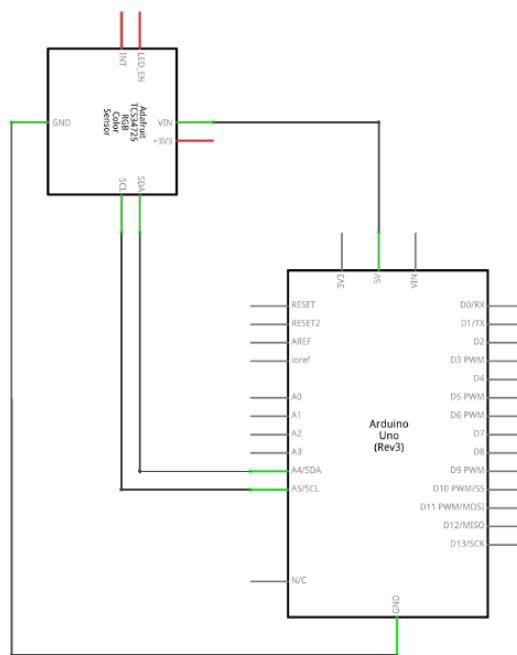 INT
LED_EN
Adafruit
TCS34725
RGB
Color
Sensor
GND
VIN
+3V3
SCL
SDA
3V3
5V
VIN
RESET
RESET2
AREF
ioref
A0
A1
A2
A3
A4/SDA
A5/SCL
N/C
Arduino
Uno
(Rev3)
D0/RX
D1/TX
D2
D3 PWM
D4
D5 PWM
D6 PWM
D7
D8
D9 PWM
D10 PWM/SS
D11 PWM/MOSI
D12/MISO
D13/SCK
GND